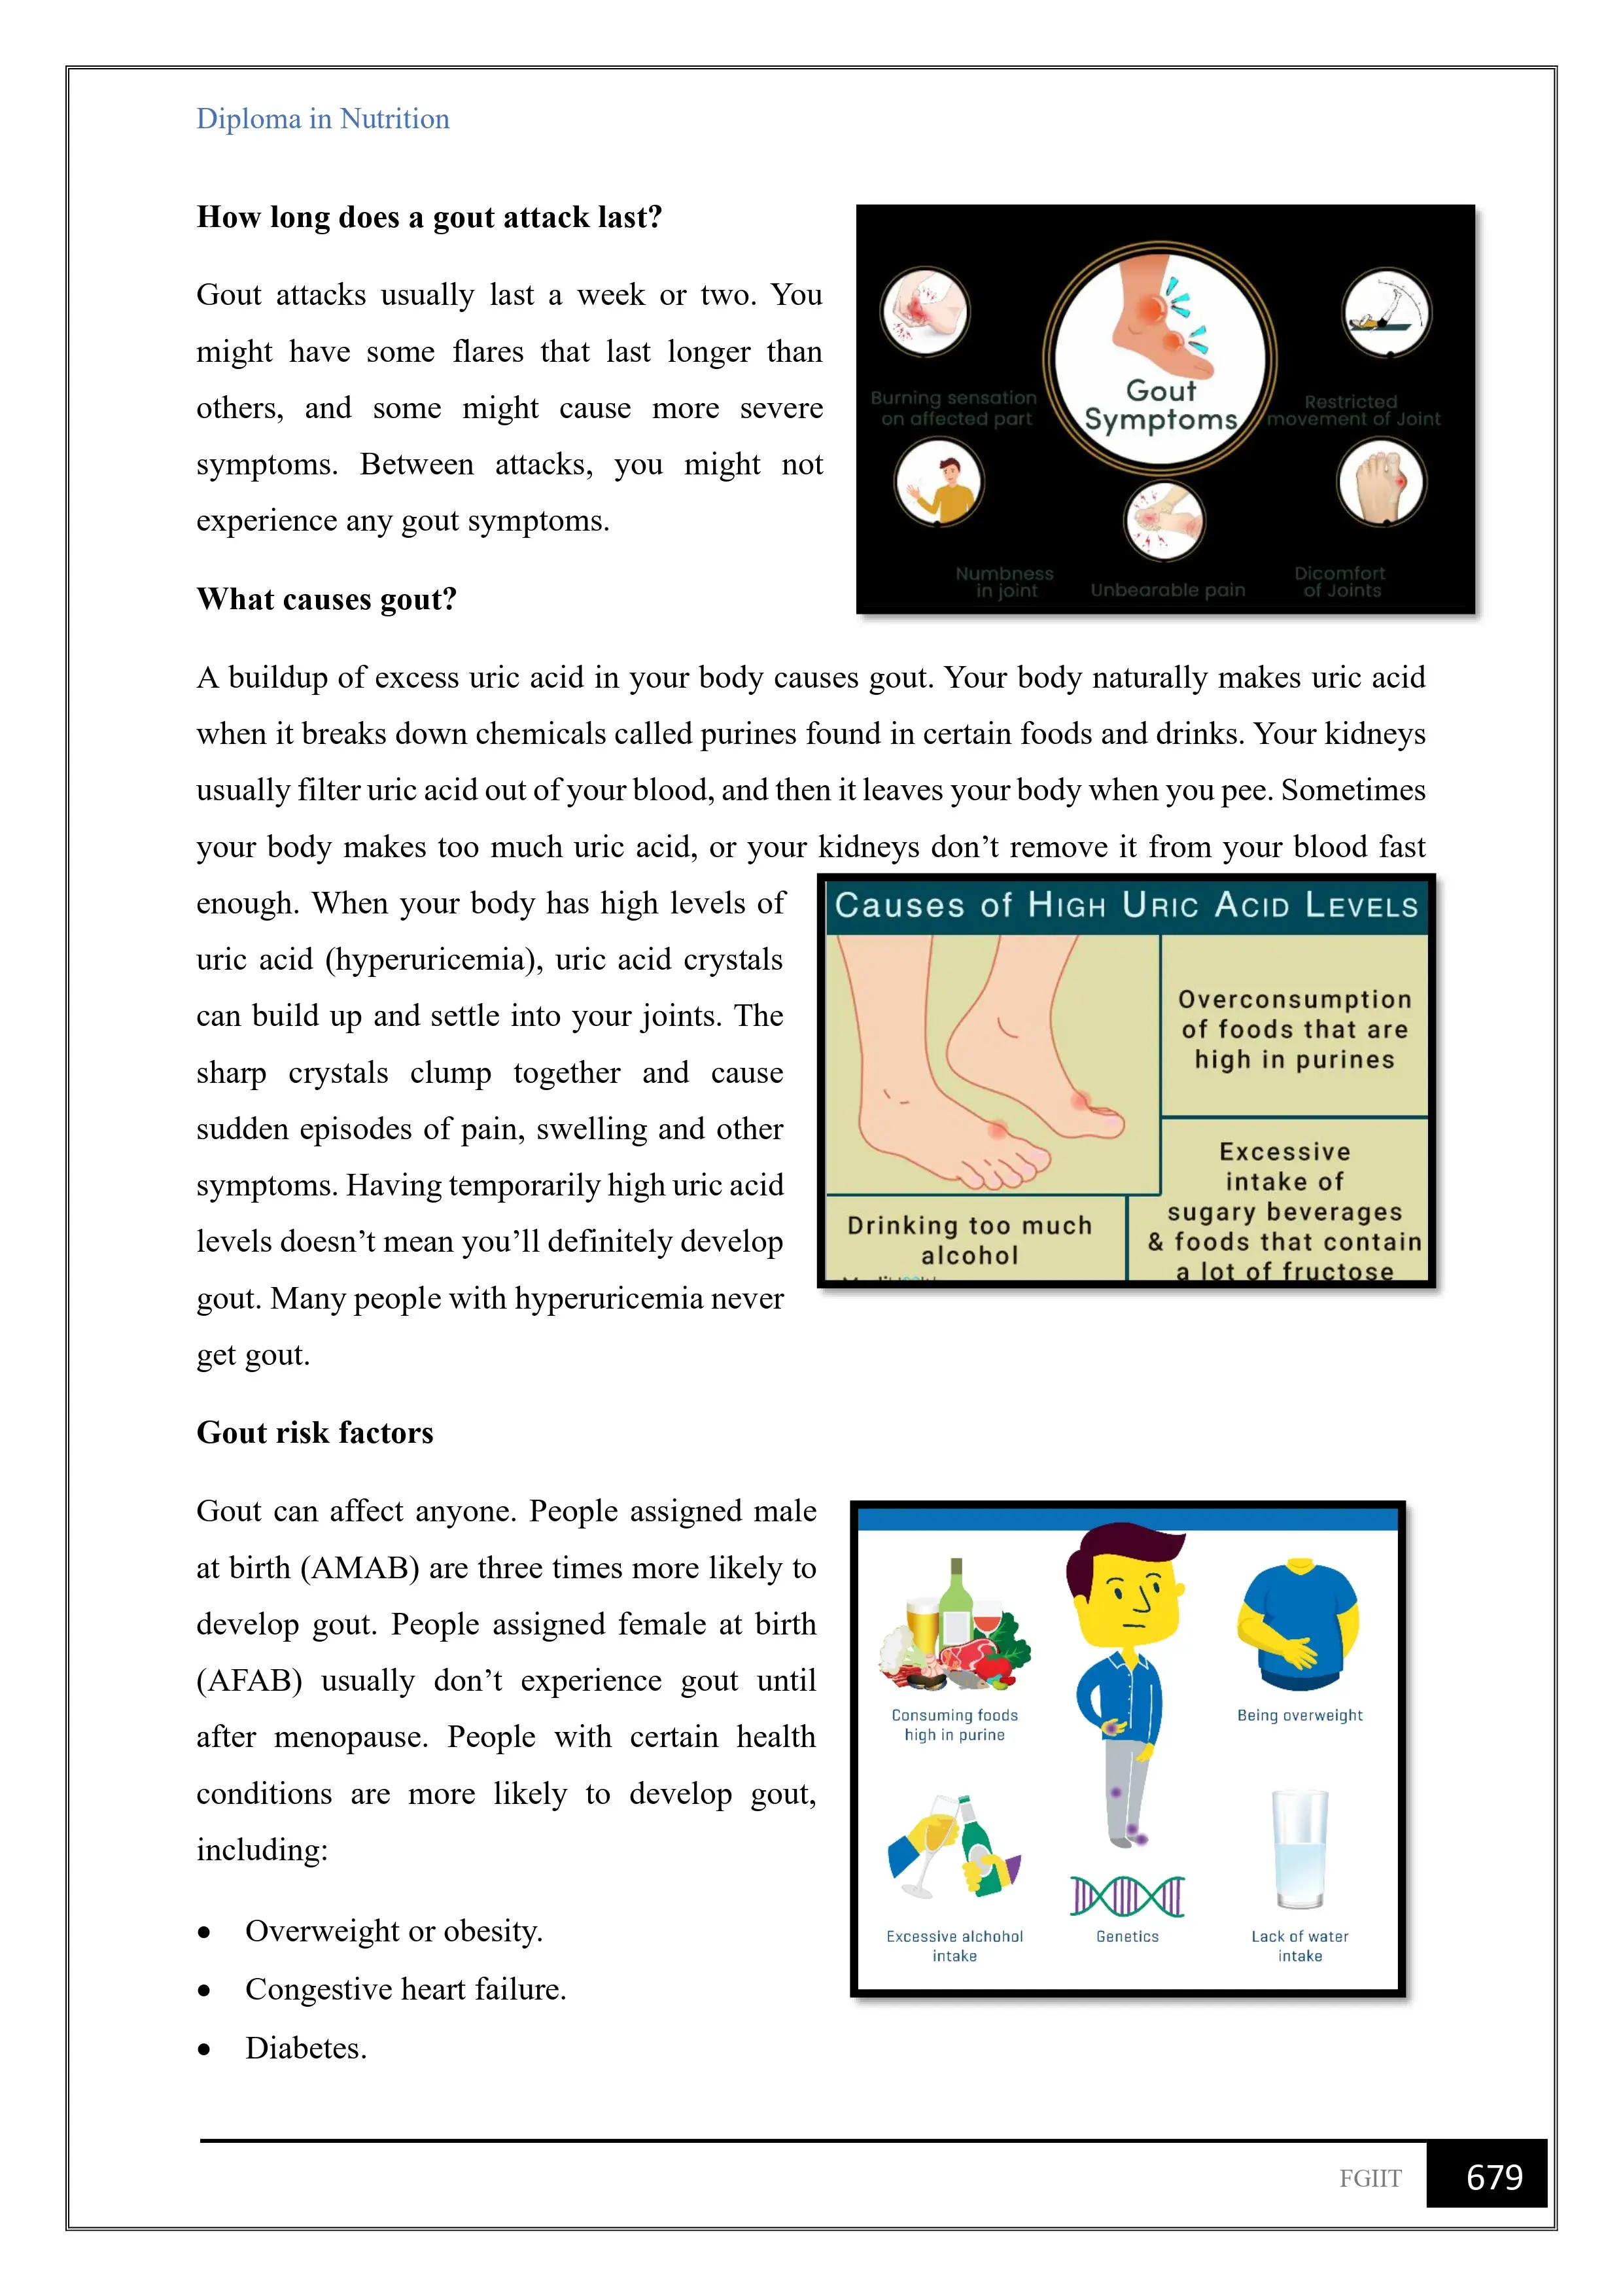 Diploma in Nutrition
How long does a gout attack last?
Gout attacks usually last a week or two. You
might have some flares that last longer than
others, and some might cause more severe
symptoms. Between attacks, you might not
experience any gout symptoms.
Gout
Symptoms
Burning sensation
on affected part
Restricted
movement of Joint
Numbness
in joint
Unbearable pain
Dicomfort
of Joints
What causes gout?
A buildup of excess uric acid in your body causes gout. Your body naturally makes uric acid
when it breaks down chemicals called purines found in certain foods and drinks. Your kidneys
usually filter uric acid out of your blood, and then it leaves your body when you pee. Sometimes
your body makes too much uric acid, or your kidneys don’t remove it from your blood fast
enough. When your body has high levels of
uric acid (hyperuricemia), uric acid crystals
can build up and settle into your joints. The
sharp crystals clump together and cause
sudden episodes of pain, swelling and other
symptoms. Having temporarily high uric acid
levels doesn’t mean you’ll definitely develop
gout. Many people with hyperuricemia never
get gout.
Causes of HIGH URIC ACID LEVELS
Overconsumption
of foods that are
high in purines
Excessive
intake of
sugary beverages
& foods that contain
a lot of fructose
Drinking too much
alcohol
Gout risk factors
Gout can affect anyone. People assigned male
at birth (AMAB) are three times more likely to
develop gout. People assigned female at birth
(AFAB) usually don’t experience gout until
after menopause. People with certain health
conditions are more likely to develop gout,
including:
• Overweight or obesity.
• Congestive heart failure.
• Diabetes.
Consuming foods
high in purine
Being overweight
Excessive alchohol
intake
Genetics
Lack of water
intake
FGIIT
679